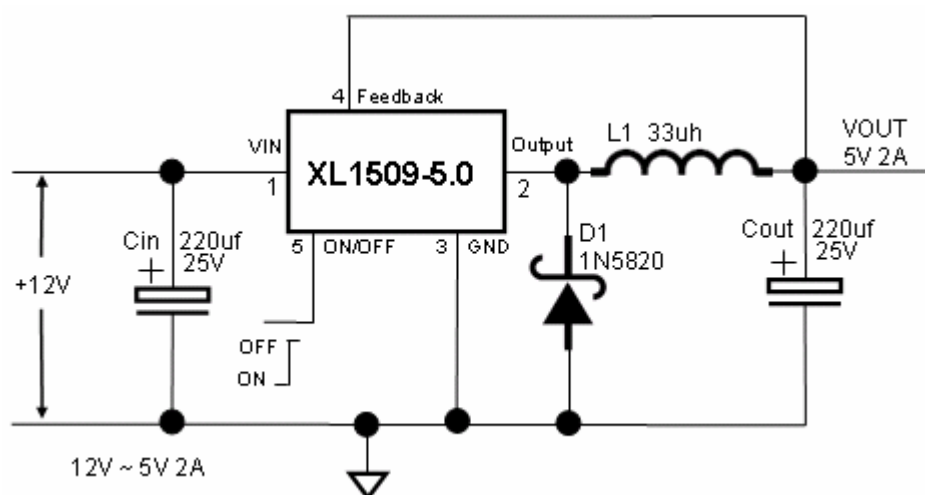 4 Feedback
VIN
1
XL1509-5.0
Output
2
L1 33uh
VOUT
5V 2A
5 ON/OFF
3 GND
Cin 220uf
25V
+
+12V
OFF
ON
D1
1N5820
Cout 220uf
25V
+
12V ~ 5V 2A